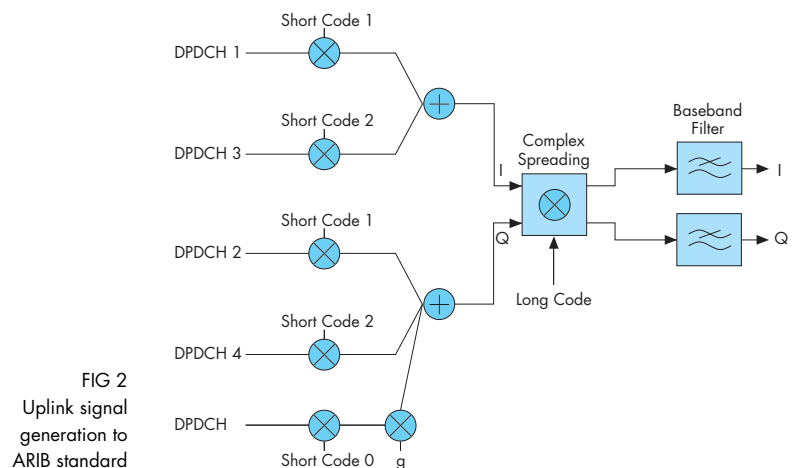 Short Code 1
DPDCH 1
Short Code 2
DPDCH 3
Short Code 1
DPDCH 2
Short Code 2
DPDCH 4
DPDCH
Short Code 0
g
I
Q
Complex
Spreading
Long Code
Baseband
Filter
I
Q
FIG 2
Uplink signal
generation to
ARIB standard